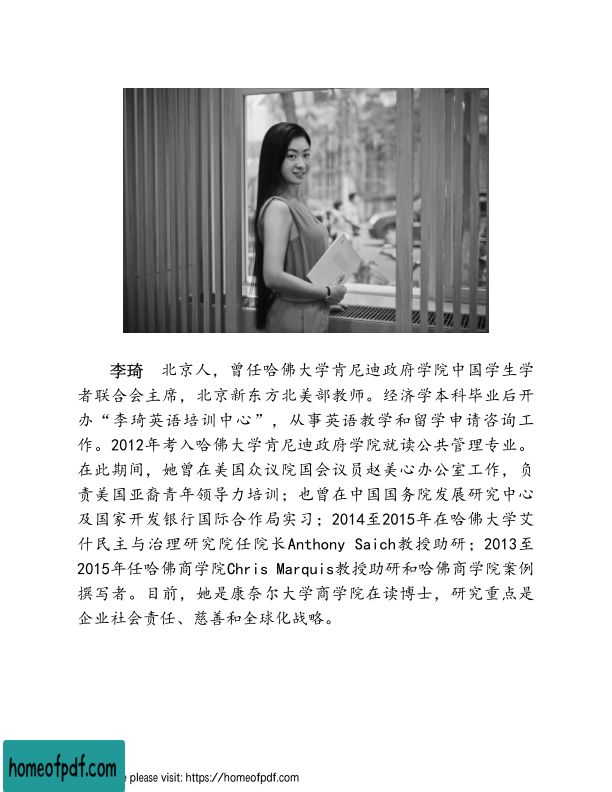 李琦 北京人，曾任哈佛大学肯尼迪政府学院中国学生学
者联合会主席，北京新东方北美部教师。经济学本科毕业后开
办“李琦英语培训中心”，从事英语教学和留学申请咨询工
作。2012年考入哈佛大学肯尼迪政府学院就读公共管理专业。
在此期间，她曾在美国众议院国会议员赵美心办公室工作，负
责美国亚裔青年领导力培训；也曾在中国国务院发展研究中心
及国家开发银行国际合作局实习；2014至2015年在哈佛大学艾
什民主与治理研究院任院长Anthony Saich教授助研；2013至
2015年任哈佛商学院Chris Marquis教授助研和哈佛商学院案例
撰写者。目前，她是康奈尔大学商学院在读博士，研究重点是
企业社会责任、慈善和全球化战略。
homeofpdf.com
please visit: https://homeofpdf.com